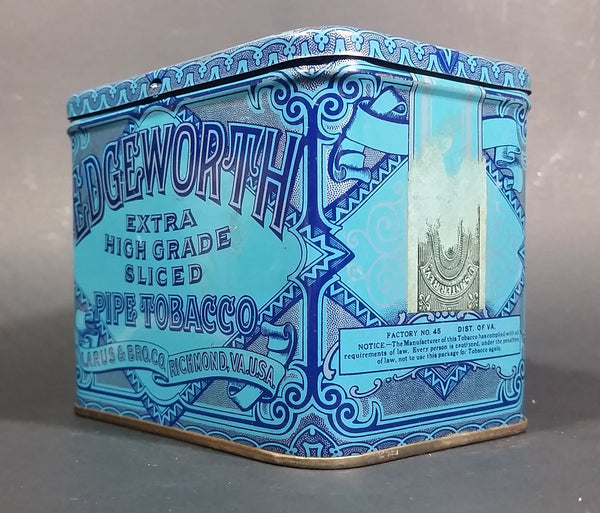 EDGEWORTH
EXTRA
HIGH GRADE
SLICED
PIPE TOBACCO
LARUS & BRO. CO. RICHMOND, VA. U.S.A.
FACTORY NO. 45 DIST. OF VA.
NOTICE.—The Manufacturer of this Tobacco has complied with all
requirements of law. Every person is cautioned, under the penalties
of law, not to use this package for Tobacco again.